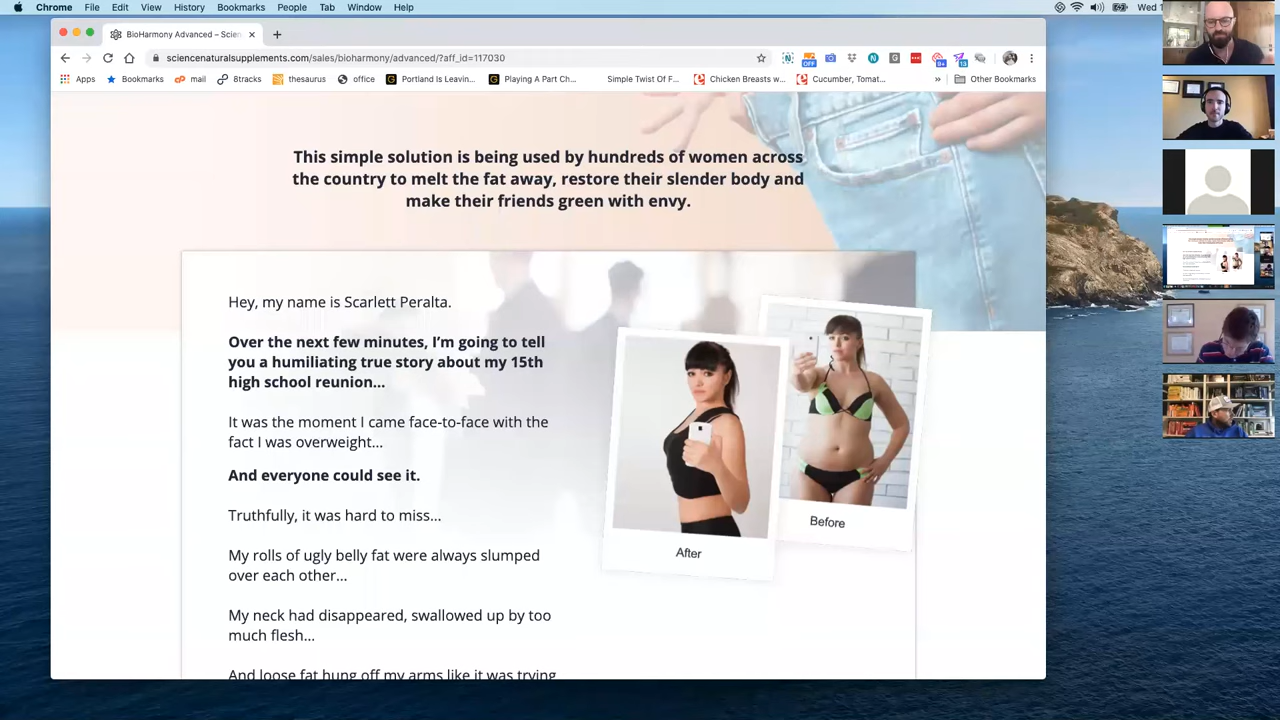 Chrome File Edit View History Bookmarks People Tab Window Help
Wed 1
BioHarmony Advanced – Scien
sciencenaturalsupplements.com/sales/bioharmony/advanced/?aff_id=117030
OFF
9+
13
Apps
Bookmarks
mail
8tracks
thesaurus
office
Portland Is Leavin...
Playing A Part Ch...
Simple Twist Of F...
Chicken Breasts w...
Cucumber, Tomat...
»
Other Bookmarks
This simple solution is being used by hundreds of women across
the country to melt the fat away, restore their slender body and
make their friends green with envy.
Hey, my name is Scarlett Peralta.
Over the next few minutes, I’m going to tell
you a humiliating true story about my 15th
high school reunion...
It was the moment I came face-to-face with the
fact I was overweight...
And everyone could see it.
Truthfully, it was hard to miss...
My rolls of ugly belly fat were always slumped
over each other...
My neck had disappeared, swallowed up by too
much flesh...
And loose fat hung off my arms like it was trying
After
Before